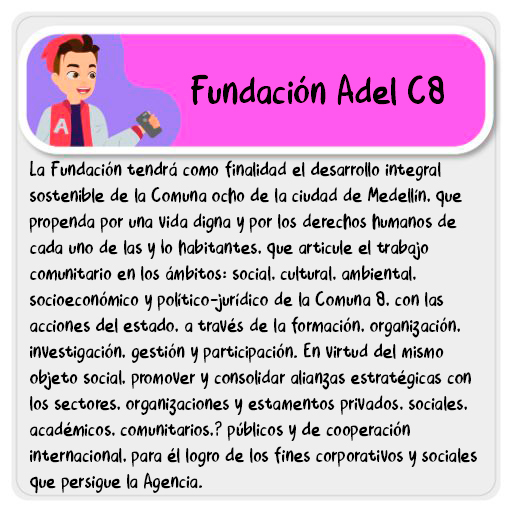 Fundación Adel C8
A
La Fundación tendrá como finalidad el desarrollo integral
sostenible de la Comuna ocho de la ciudad de Medellín, que
propenda por una vida digna y por los derechos humanos de
cada uno de las y lo habitantes, que articule el trabajo
comunitario en los ámbitos: social, cultural, ambiental,
socioeconómico y político-jurídico de la Comuna 8, con las
acciones del estado, a través de la formación, organización,
investigación, gestión y participación. En virtud del mismo
objeto social, promover y consolidar alianzas estratégicas con
los sectores, organizaciones y estamentos privados, sociales,
académicos, comunitarios,? públicos y de cooperación
internacional, para él logro de los fines corporativos y sociales
que persigue la Agencia.